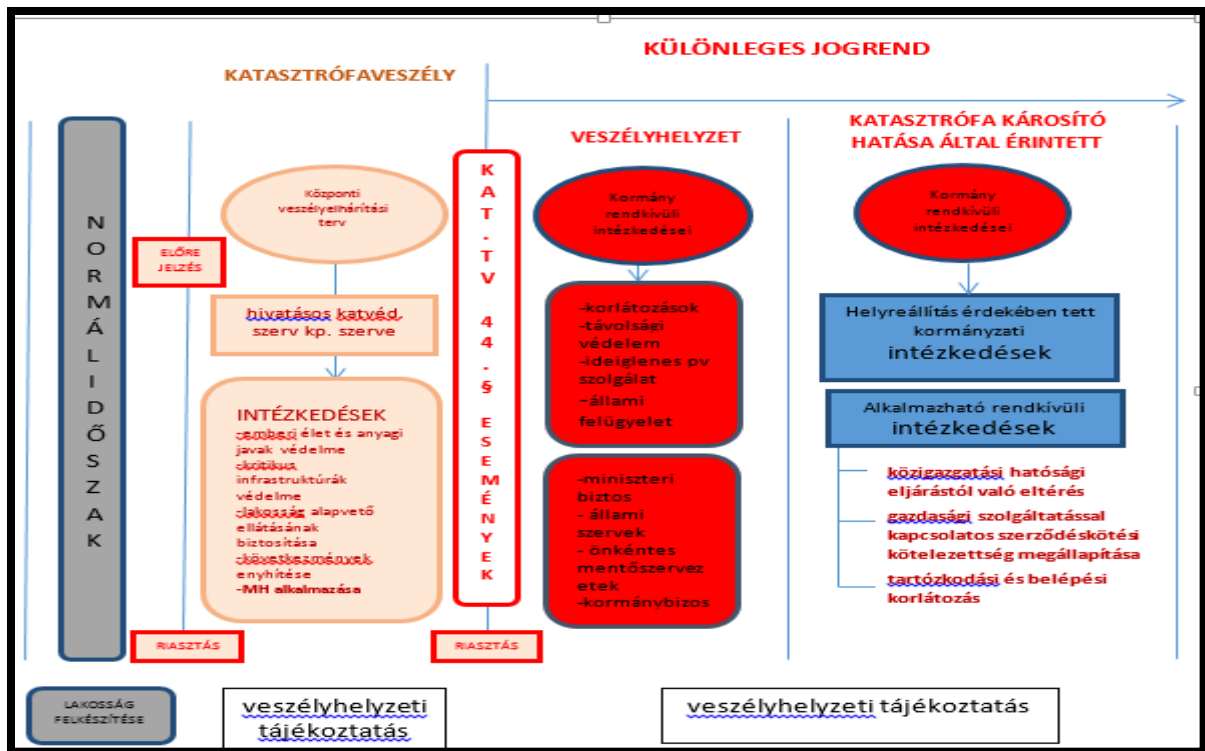 KÜLÖNLEGES JOGREND
KATASTRÓFAVESZÉLY
VESZÉLYHELYZET
KATASTRÓFA KÁROSÍTÓ
HATÁSA ÁLTAL ÉRINTETT
NORMÁLIDŐSZAK
ELŐRE
JELZÉS
RIASZTÁS
Központi
veszélyelhárítási
terv
hivatásos katvéd.
szerv kp. szerve
INTÉZKEDÉSEK
-emberi élet és anyagi
javak védelme
-kritikus
infrastruktúrák
védelme
-lakosság alapvető
ellátásának
biztosítása
-következmények
enyhítése
-MH alkalmazása
KAT.TV 44.§ ESEMÉNYEK
RIASZTÁS
Kormány
rendkívüli
intézkedései
-korlátozások
-távolsági
védelem
-ideiglenes pv
szolgálat
-állami
felügyelet
-miniszteri
biztos
- állami
szervek
- önkéntes
mentőszervez
etek
-kormánybizos
Kormány
rendkívüli
intézkedései
Helyreállítás érdekében tett
kormányzati
intézkedések
Alkalmazható rendkívüli
intézkedések
közigazgatási hatósági
eljárástól való eltérés
gazdasági szolgáltatással
kapcsolatos szerződéskötési
kötelezettség megállapítása
tartózkodási és belépési
korlátozás
LAKOSSÁG
FELKÉSZÍTÉSE
veszélyhelyzeti
tájékoztatás
veszélyhelyzeti tájékoztatás